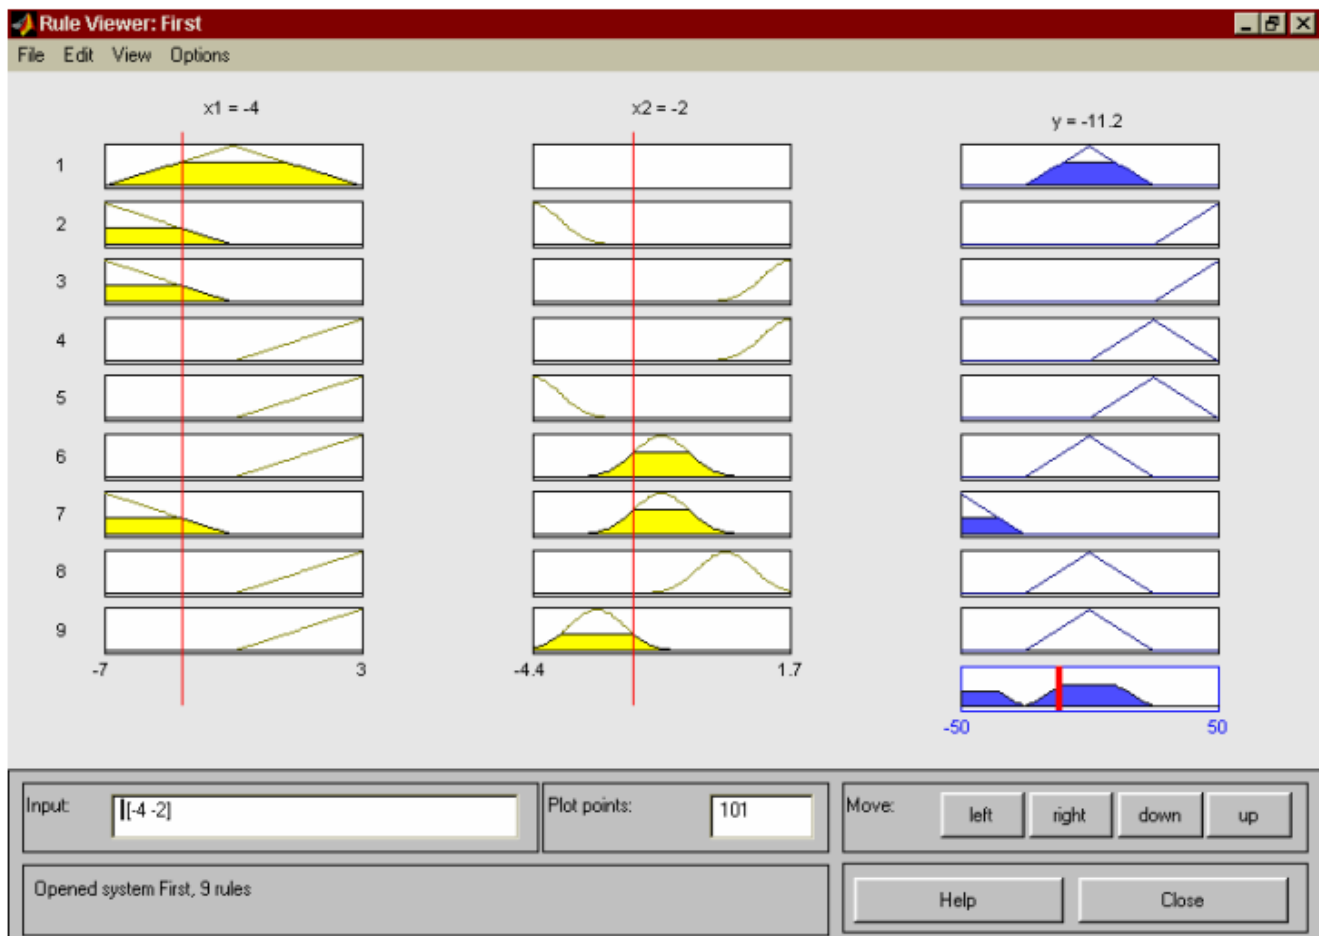 Rule Viewer: First
File Edit View Options
x1 = -4 x2 = -2 y = -11.2
1
2
3
4
5
6
7
8
9
-7 3 -4.4 1.7
-50 50
Input: [-4 -2] Plot points: 101 Move: left right down up
Opened system First, 9 rules Help Close